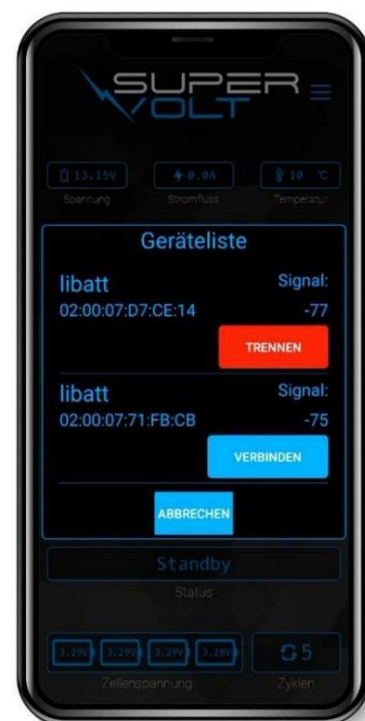 SUPER
VOLT
13.15V
0.0A
10 °C
Spannung
Stromfluss
Temperatur
Geräteliste
libatt
Signal:
02:00:07:D7:CE:14
-77
TRENNEN
libatt
Signal:
02:00:07:71:FB:CB
-75
VERBINDEN
ABBRECHEN
Standby
Status
3.29V 3.29V 3.29V 3.28V
5
Zellenspannung
Zyklen